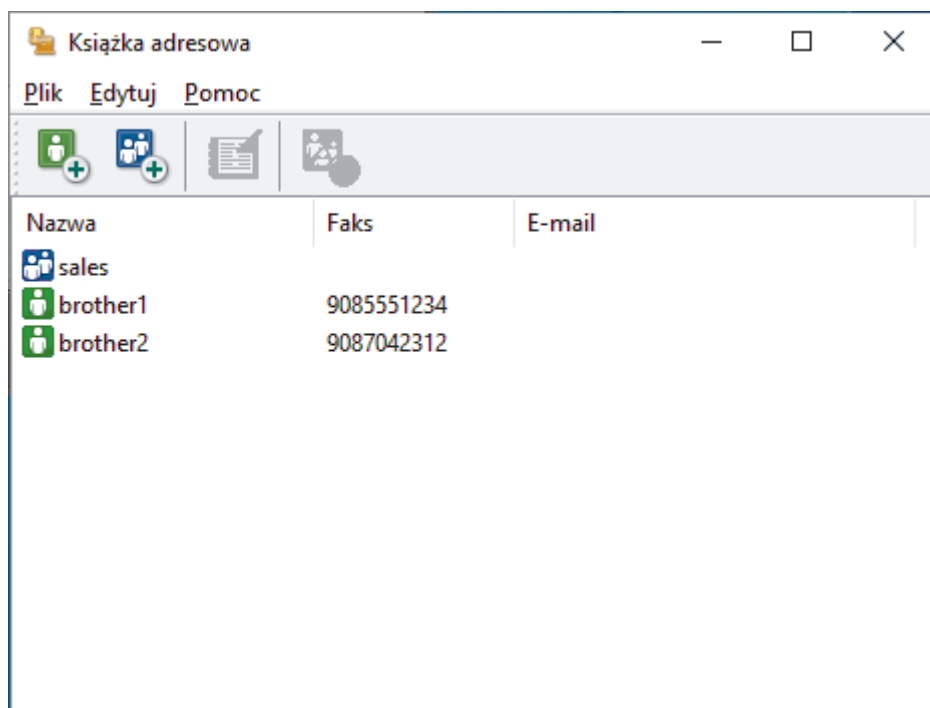 Książka adresowa
Plik Edytuj Pomoc
Nazwa Faks E-mail
sales
brother1 9085551234
brother2 9087042312